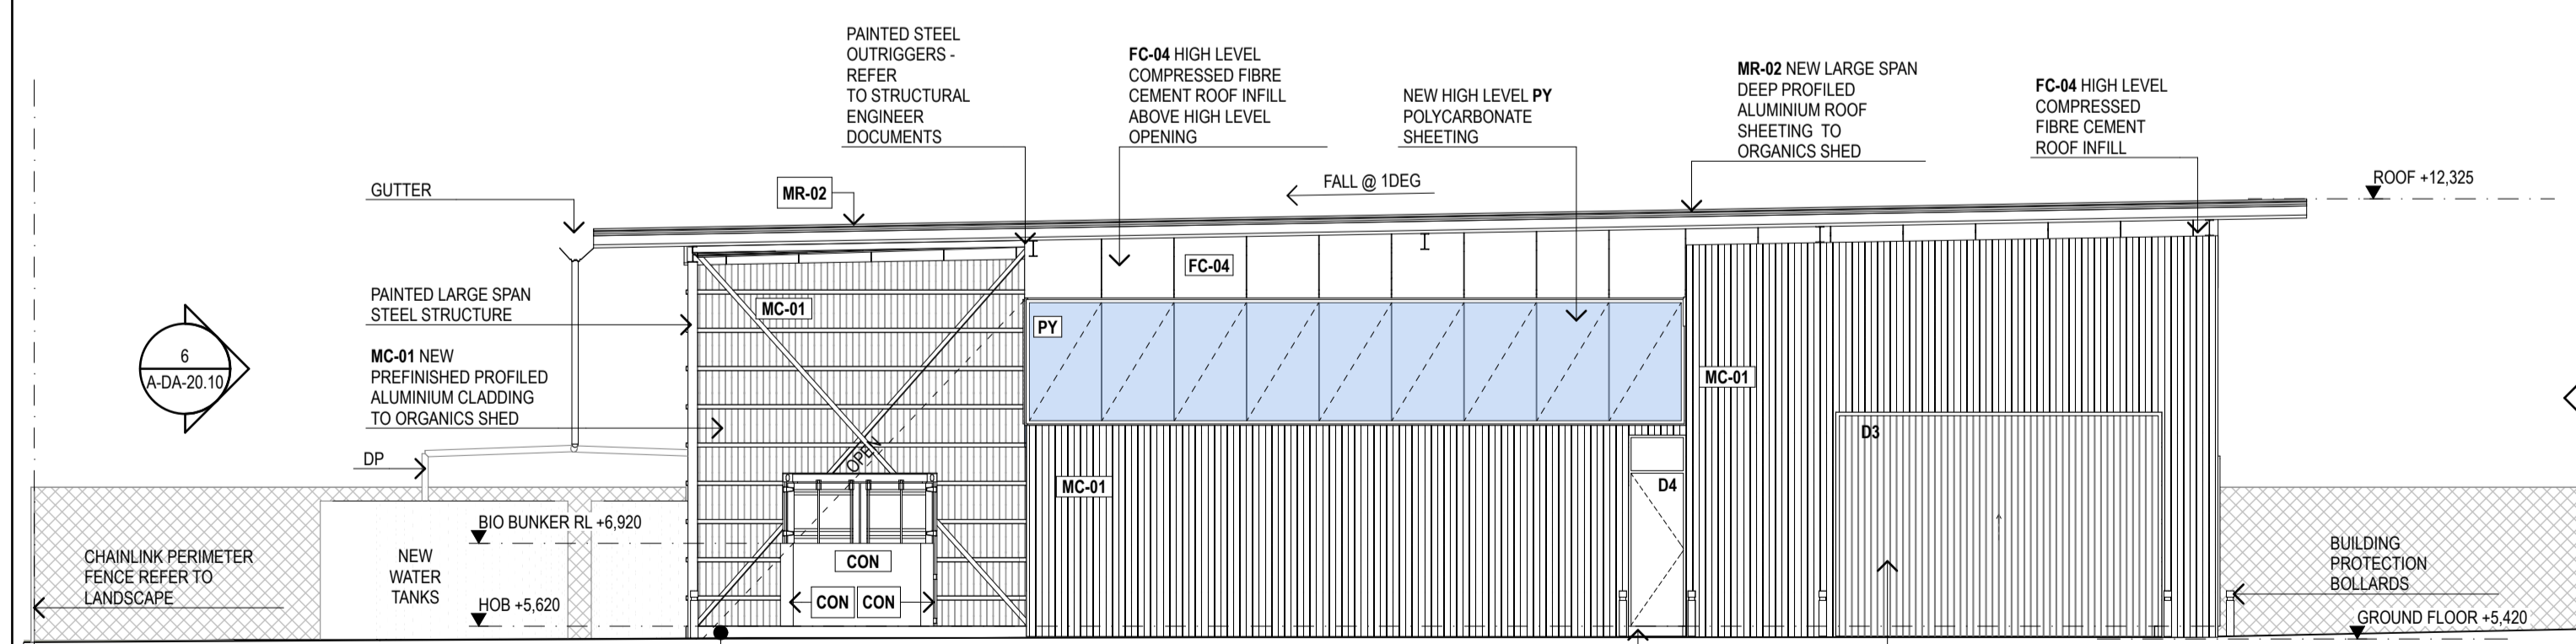 PAINTED STEEL
OUTRIGGERS -
REFER
TO STRUCTURAL
ENGINEER
DOCUMENTS
FC-04 HIGH LEVEL
COMPRESSED FIBRE
CEMENT ROOF INFILL
ABOVE HIGH LEVEL
OPENING
NEW HIGH LEVEL PY
POLYCARBONATE
SHEETING
MR-02 NEW LARGE SPAN
DEEP PROFILED
ALUMINIUM ROOF
SHEETING TO
ORGANICS SHED
FC-04 HIGH LEVEL
COMPRESSED
FIBRE CEMENT
ROOF INFILL
GUTTER
MR-02
FALL @ 1DEG
ROOF +12,325
FC-04
PAINTED LARGE SPAN
STEEL STRUCTURE
MC-01
PY
6
A-DA-20.10
MC-01 NEW
PREFINISHED PROFILED
ALUMINIUM CLADDING
TO ORGANICS SHED
MC-01
D3
OPEN
DP
MC-01
D4
BIO BUNKER RL +6,920
CHAINLINK PERIMETER
FENCE REFER TO
LANDSCAPE
NEW
WATER
TANKS
CON
BUILDING
PROTECTION
BOLLARDS
HOB +5,620
CON CON
GROUND FLOOR +5,420